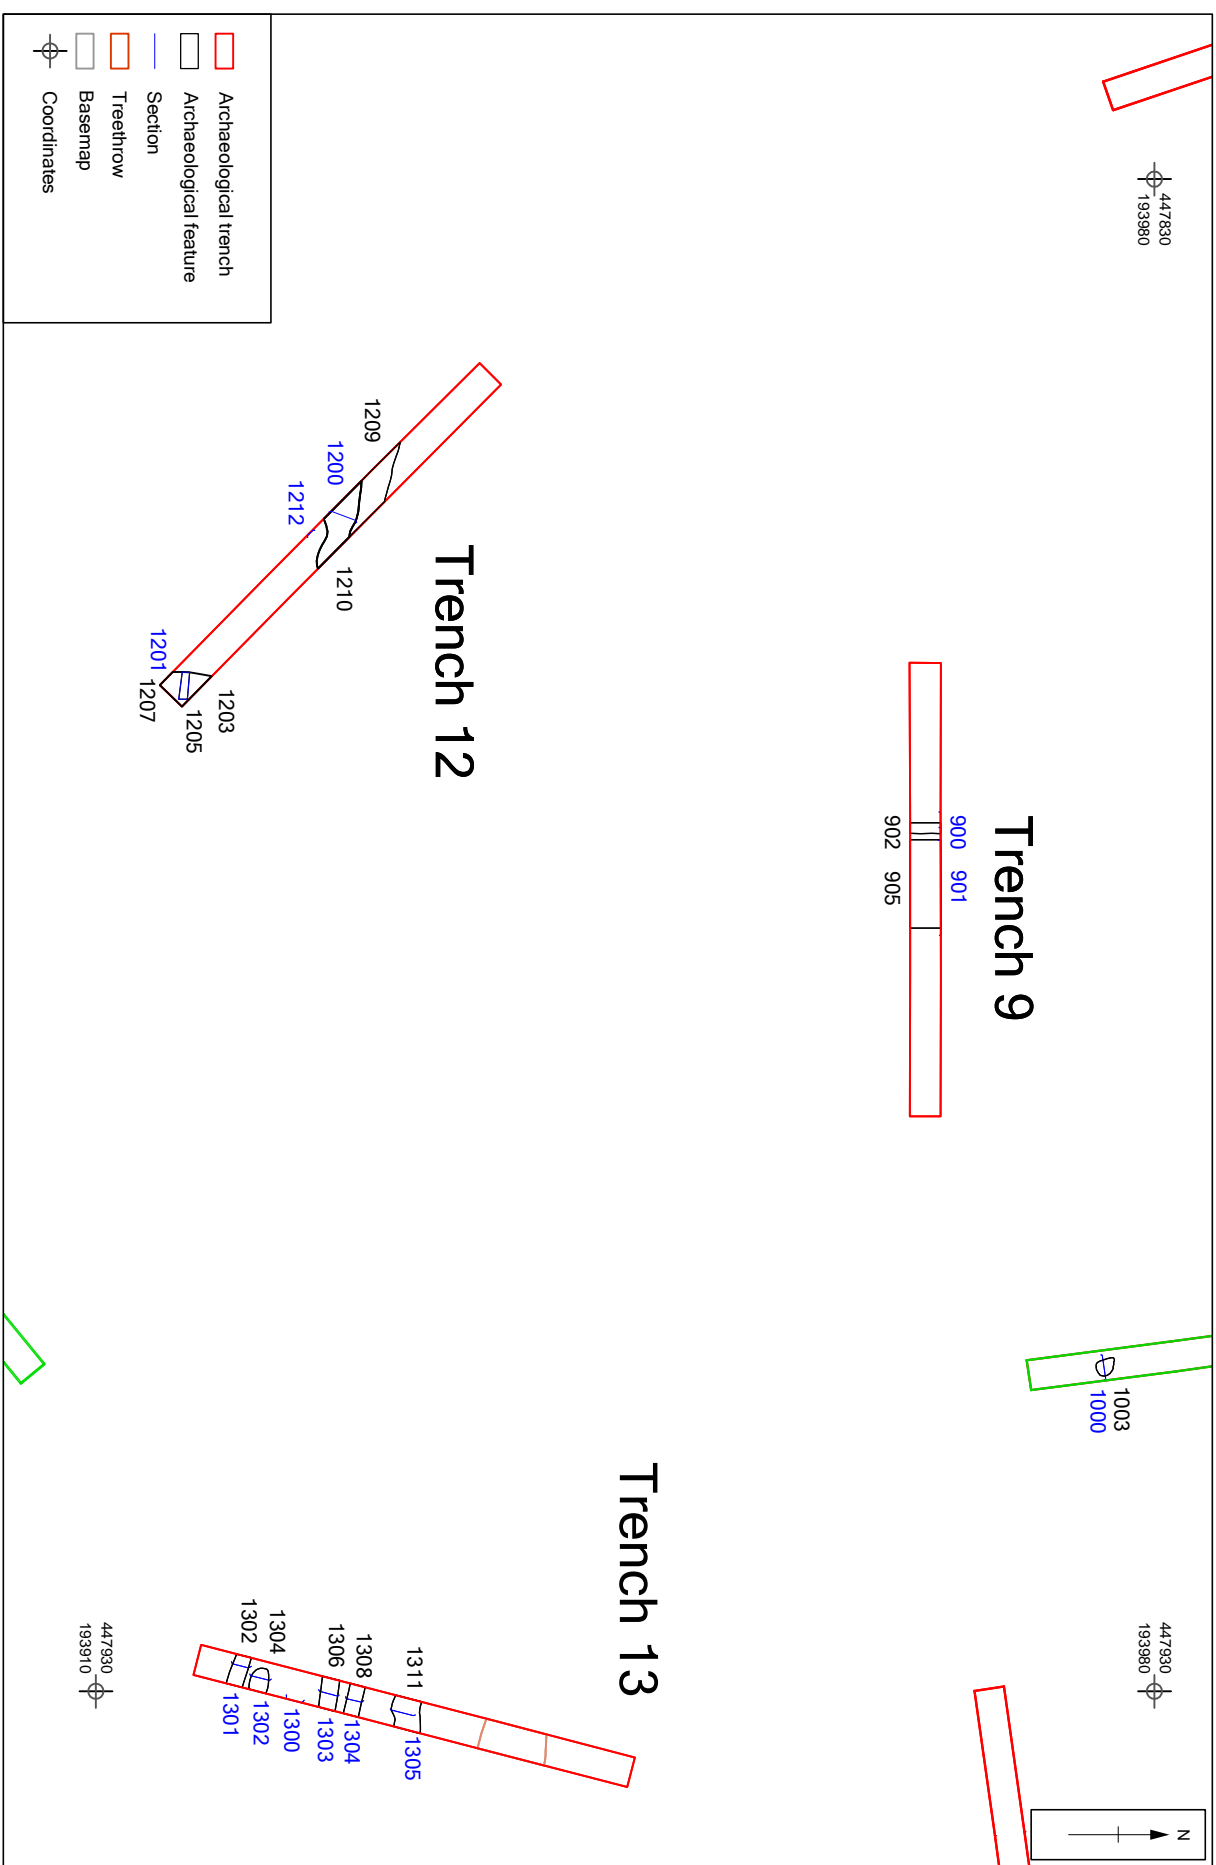 447830
193980
447930
193980
N
Trench 9
900 901
902 905
1003
1000
Trench 12
1209
1200
1212
1210
1201
1207
1203
1205
Trench 13
1311
1308
1306
1304
1302
1305
1304
1303
1300
1302
1301
447930
193910
Archaeological trench
Archaeological feature
Section
Treethrow
Basemap
Coordinates